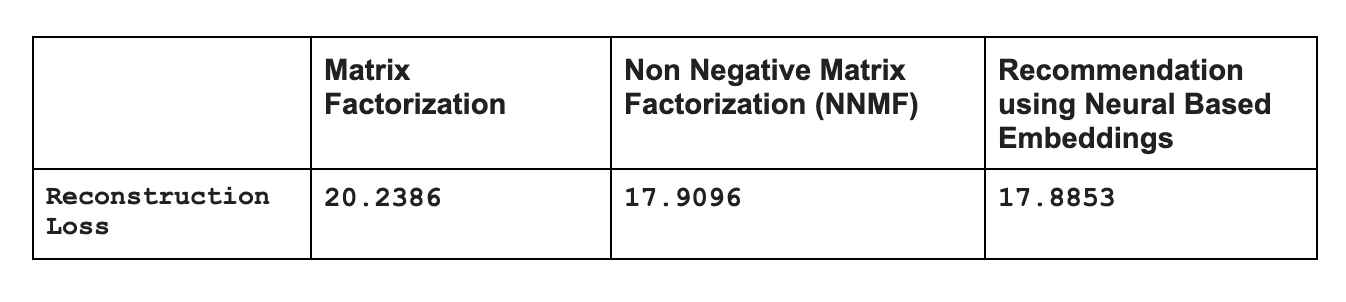 Matrix
Factorization
Non Negative Matrix
Factorization (NNMF)
Recommendation
using Neural Based
Embeddings
Reconstruction
Loss
20.2386
17.9096
17.8853